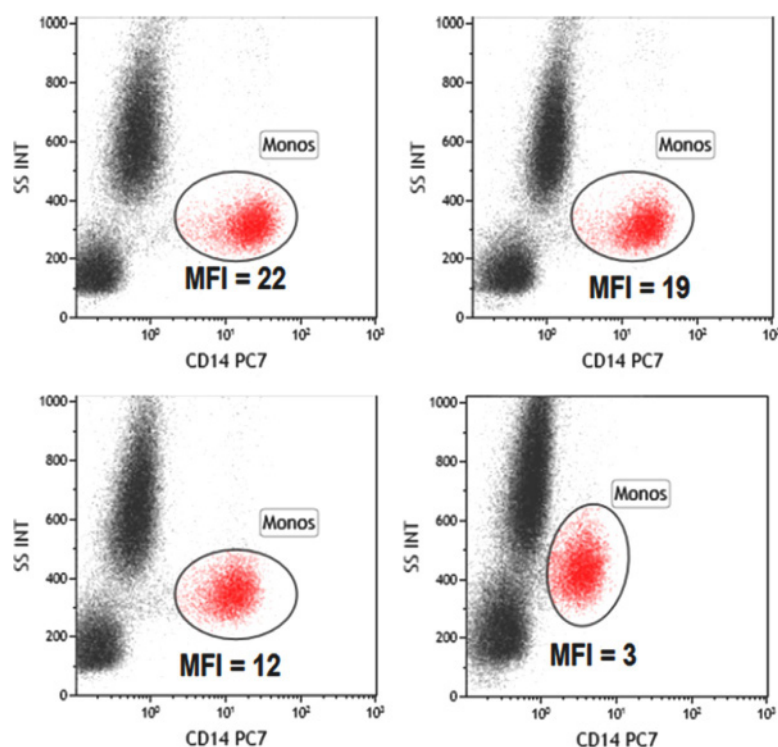 1000
800
600
400
200
0
SS INT
Monos
MFI = 22
10⁰
10¹
10²
10³
CD14 PC7
1000
800
600
400
200
0
SS INT
Monos
MFI = 19
10⁰
10¹
10²
10³
CD14 PC7
1000
800
600
400
200
0
SS INT
Monos
MFI = 12
10⁰
10¹
10²
10³
CD14 PC7
1000
800
600
400
200
0
SS INT
Monos
MFI = 3
10⁰
10¹
10²
10³
CD14 PC7